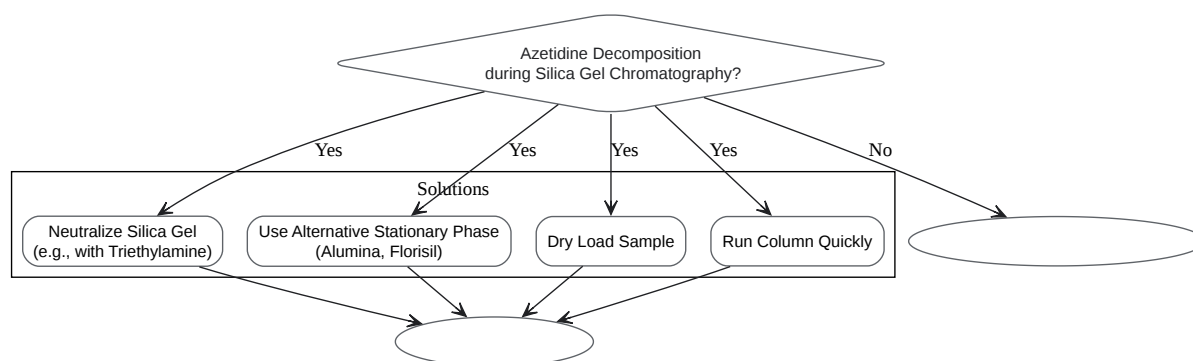 Azetidine Decomposition
during Silica Gel Chromatography?
Yes
Yes
Yes
Yes
No
Solutions
Neutralize Silica Gel
(e.g., with Triethylamine)
Use Alternative Stationary Phase
(Alumina, Florisil)
Dry Load Sample
Run Column Quickly